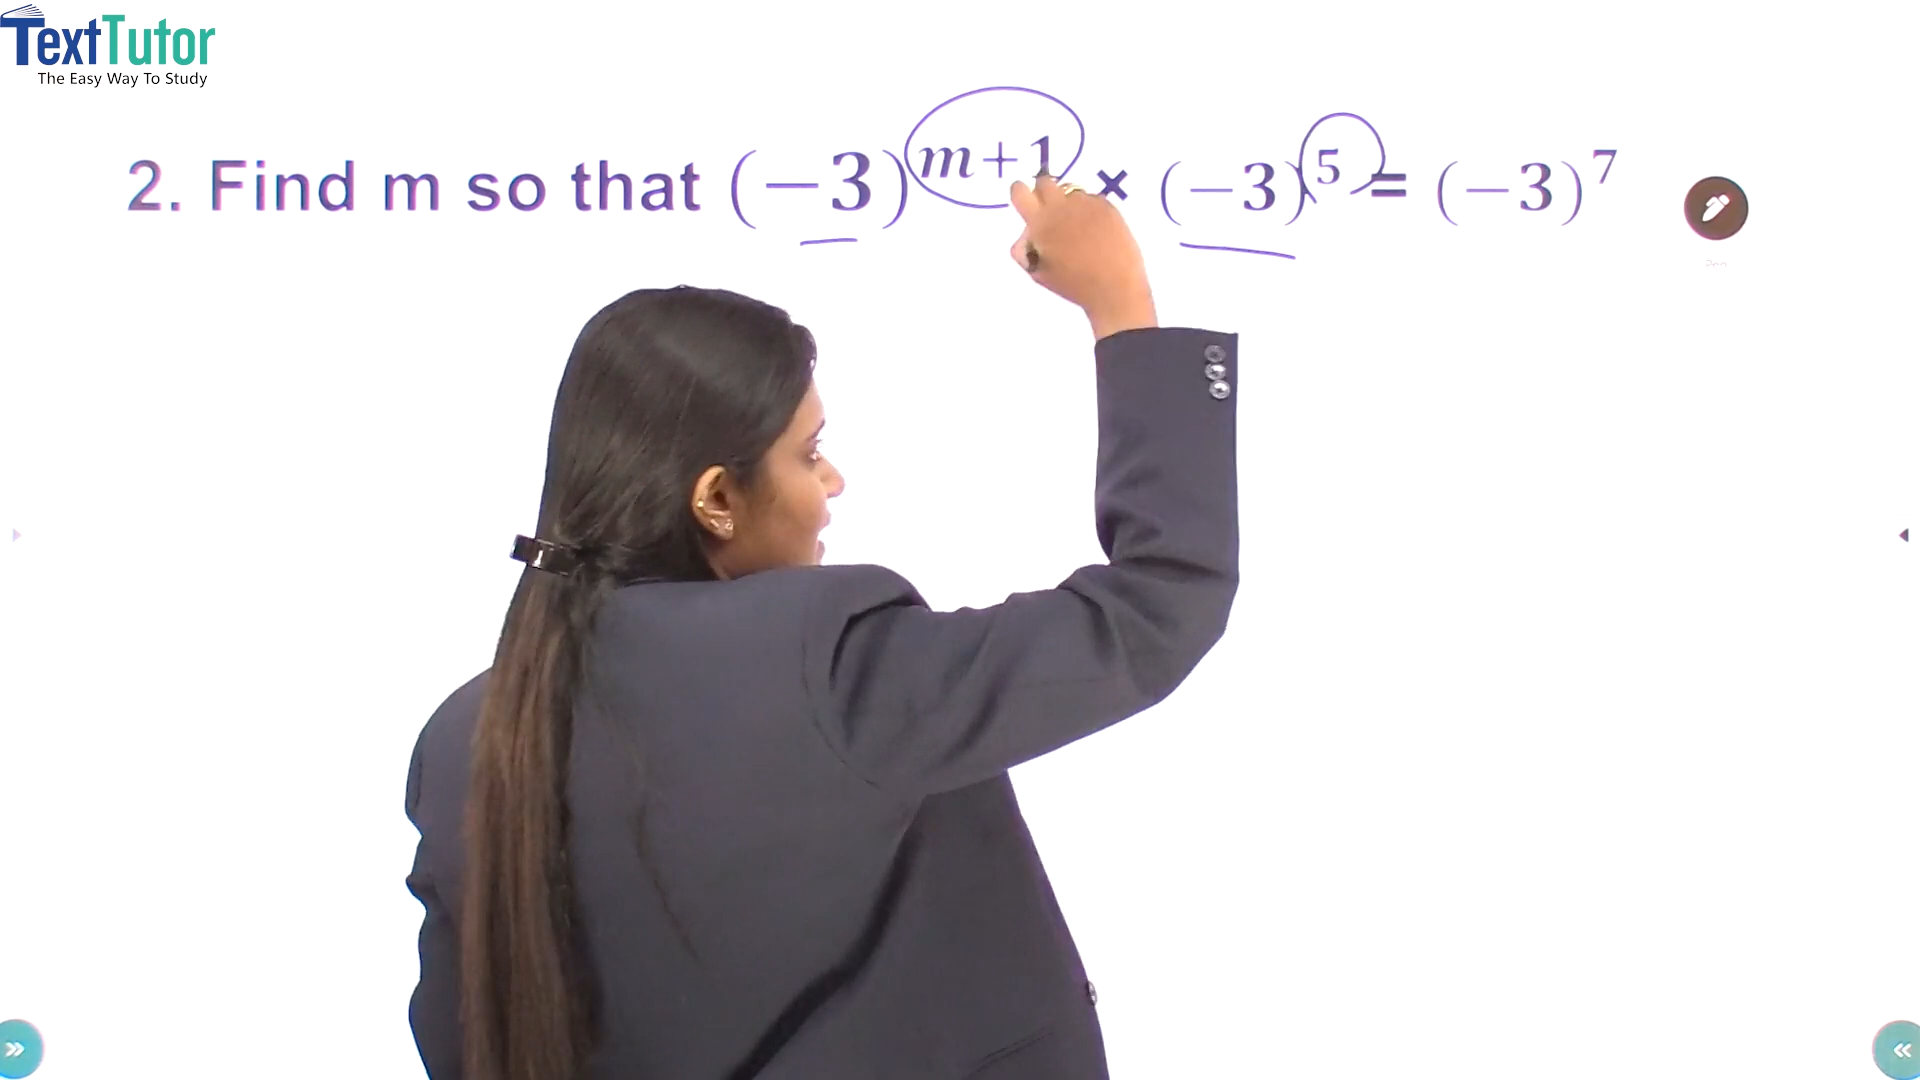 TextTutor
The Easy Way To Study
2. Find m so that (−3)^{m+1} × (−3)^5 = (−3)^7